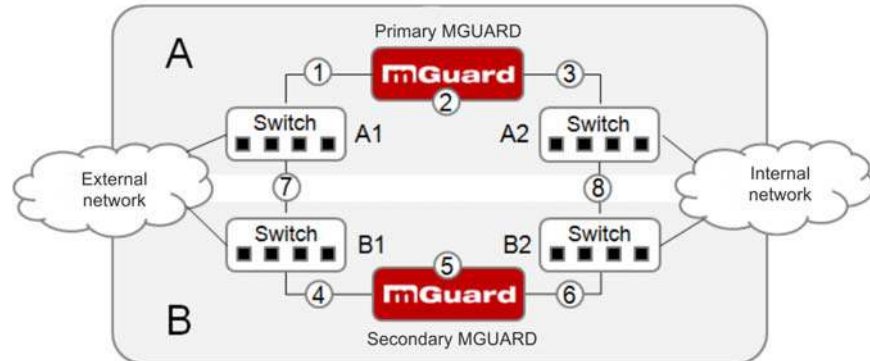 Primary MGUARD
A
1
mGuard
3
2
Switch
A1
Switch
A2
External
network
7
8
Internal
network
Switch
B1
Switch
B2
5
4
mGuard
6
B
Secondary MGUARD